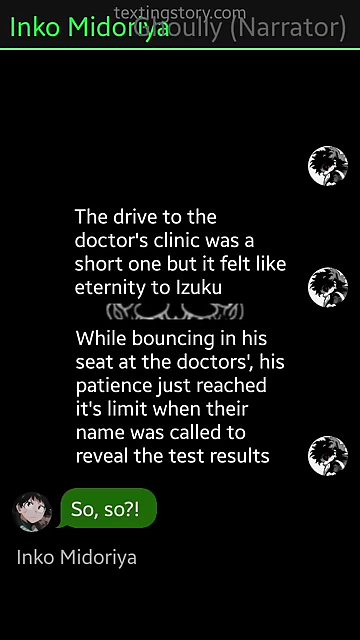 textingstory.com
Inko Midoriya Ghoully (Narrator)
The drive to the
doctor's clinic was a
short one but it felt like
eternity to Izuku
While bouncing in his
seat at the doctors', his
patience just reached
it's limit when their
name was called to
reveal the test results
So, so?!
Inko Midoriya